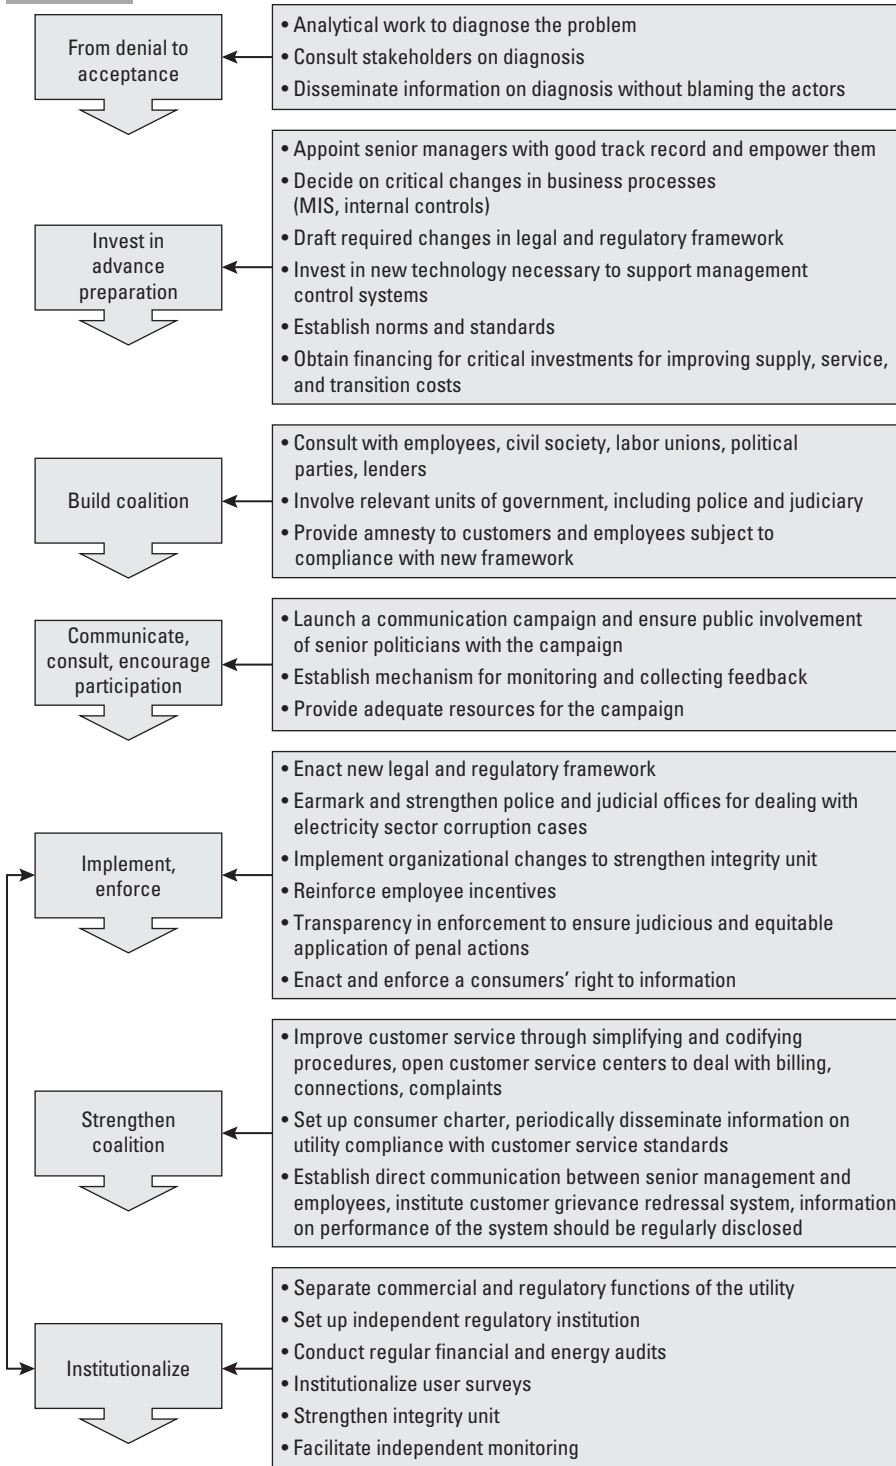 From denial to
acceptance
• Analytical work to diagnose the problem
• Consult stakeholders on diagnosis
• Disseminate information on diagnosis without blaming the actors
Invest in
advance
preparation
• Appoint senior managers with good track record and empower them
• Decide on critical changes in business processes
(MIS, internal controls)
• Draft required changes in legal and regulatory framework
• Invest in new technology necessary to support management
control systems
• Establish norms and standards
• Obtain financing for critical investments for improving supply, service,
and transition costs
Build coalition
• Consult with employees, civil society, labor unions, political
parties, lenders
• Involve relevant units of government, including police and judiciary
• Provide amnesty to customers and employees subject to
compliance with new framework
Communicate,
consult, encourage
participation
• Launch a communication campaign and ensure public involvement
of senior politicians with the campaign
• Establish mechanism for monitoring and collecting feedback
• Provide adequate resources for the campaign
Implement,
enforce
• Enact new legal and regulatory framework
• Earmark and strengthen police and judicial offices for dealing with
electricity sector corruption cases
• Implement organizational changes to strengthen integrity unit
• Reinforce employee incentives
• Transparency in enforcement to ensure judicious and equitable
application of penal actions
• Enact and enforce a consumers' right to information
Strengthen
coalition
• Improve customer service through simplifying and codifying
procedures, open customer service centers to deal with billing,
connections, complaints
• Set up consumer charter, periodically disseminate information on
utility compliance with customer service standards
• Establish direct communication between senior management and
employees, institute customer grievance redressal system, information
on performance of the system should be regularly disclosed
Institutionalize
• Separate commercial and regulatory functions of the utility
• Set up independent regulatory institution
• Conduct regular financial and energy audits
• Institutionalize user surveys
• Strengthen integrity unit
• Facilitate independent monitoring